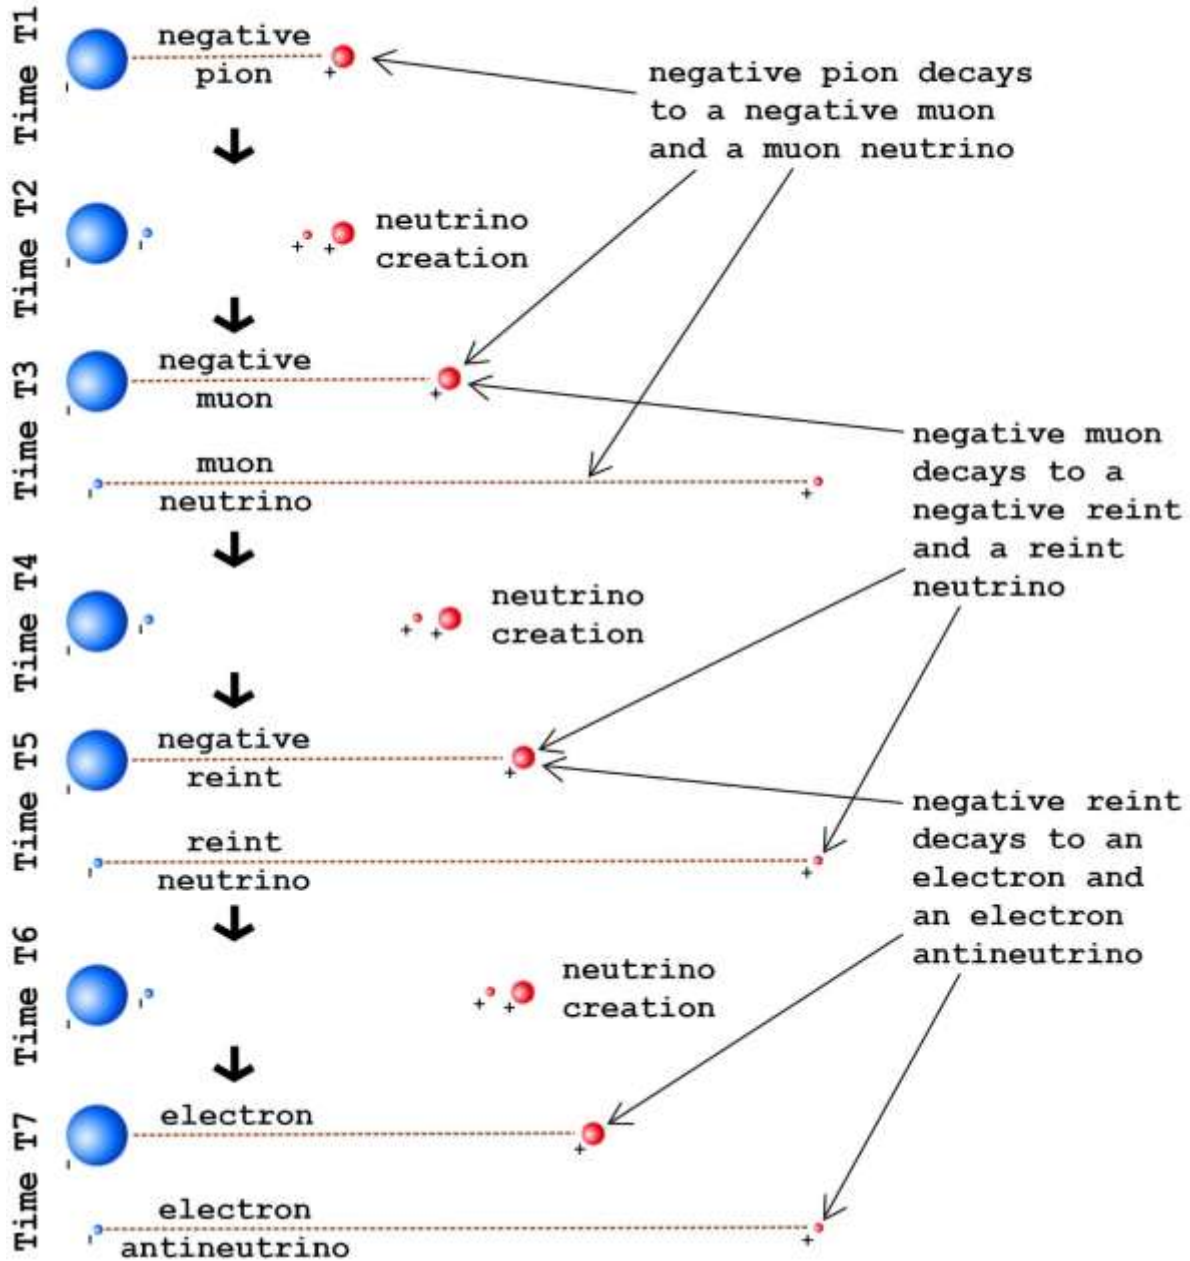 Time T1
negative
pion
negative pion decays
to a negative muon
and a muon neutrino
- +
Time T2
neutrino
creation
- - + +
Time T3
negative
muon
- +
muon
neutrino
- +
negative muon
decays to a
negative reint
and a reint
neutrino
Time T4
neutrino
creation
- - + +
Time T5
negative
reint
- +
reint
neutrino
- +
negative reint
decays to an
electron and
an electron
antineutrino
Time T6
neutrino
creation
- - + +
Time T7
electron
- +
electron
antineutrino
- +